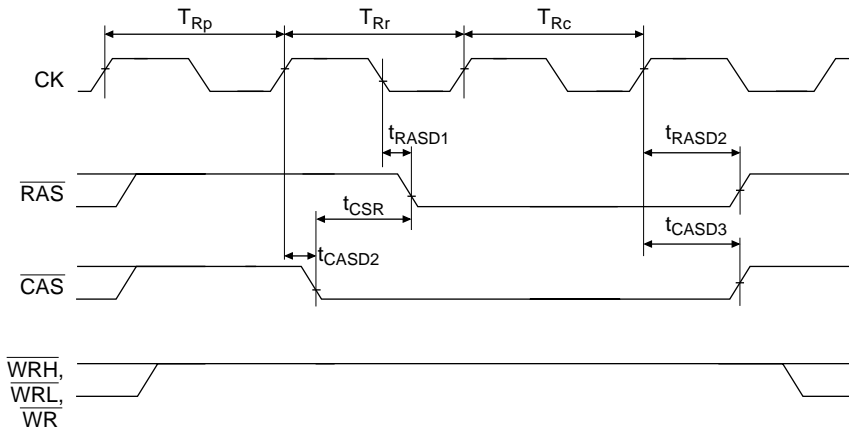 TRp TRr TRc
CK
tRASD1 tRASD2
RAS
tCSR
tCASD3
tCASD2
CAS
WRH,
WRL,
WR